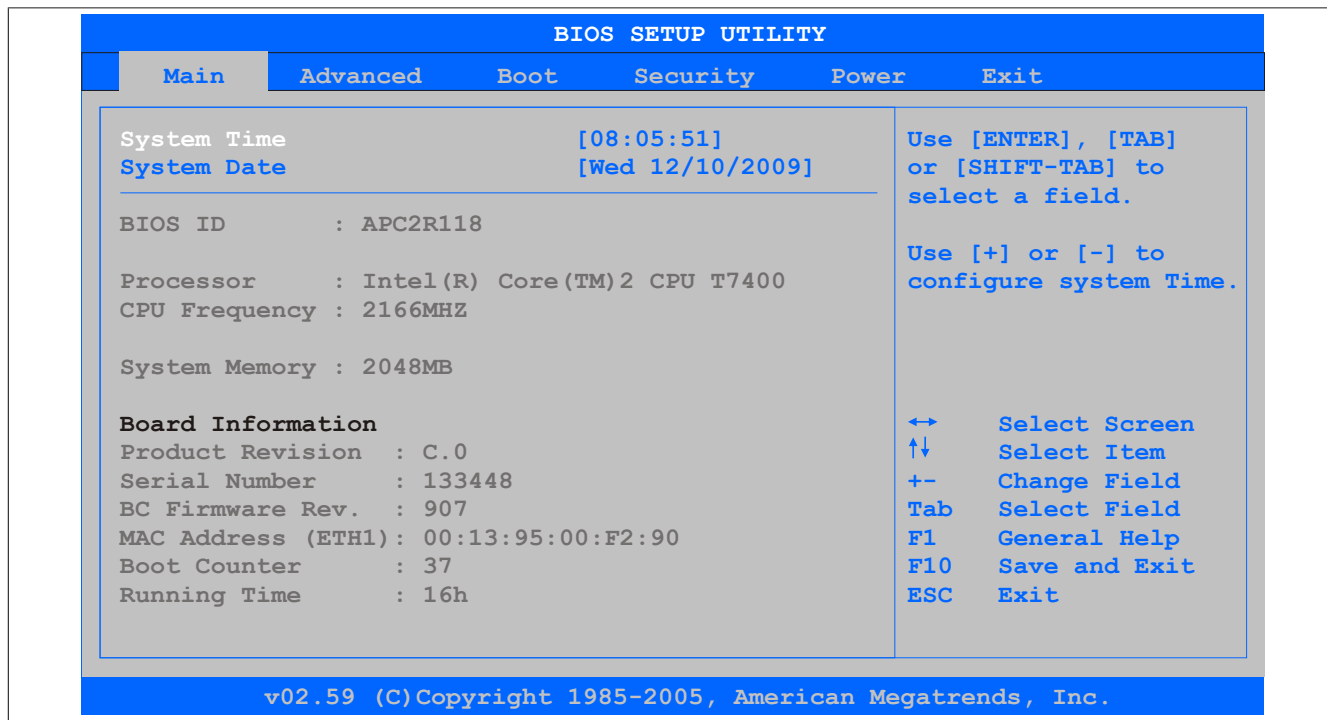 BIOS SETUP UTILITY
Main Advanced Boot Security Power Exit
System Time [08:05:51]
System Date [Wed 12/10/2009]
BIOS ID : APC2R118
Processor : Intel(R) Core(TM)2 CPU T7400
CPU Frequency : 2166MHZ
System Memory : 2048MB
Board Information
Product Revision : C.0
Serial Number : 133448
BC Firmware Rev. : 907
MAC Address (ETH1): 00:13:95:00:F2:90
Boot Counter : 37
Running Time : 16h
Use [ENTER], [TAB]
or [SHIFT-TAB] to
select a field.
Use [+] or [-] to
configure system Time.
↔ Select Screen
↑↓ Select Item
+- Change Field
Tab Select Field
F1 General Help
F10 Save and Exit
ESC Exit
v02.59 (C)Copyright 1985-2005, American Megatrends, Inc.